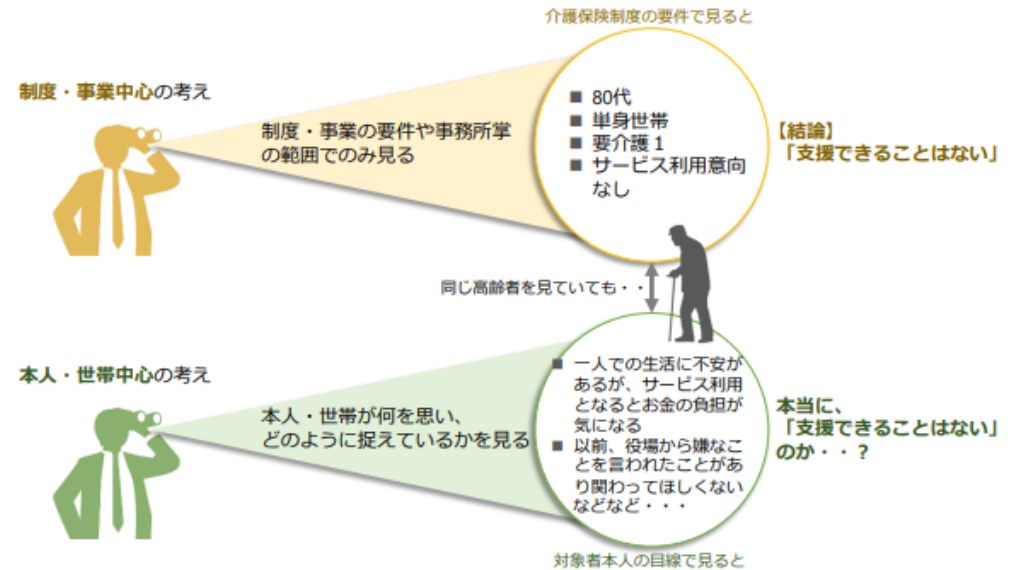 介護保険制度の要件で見ると
制度・事業中心の考え
制度・事業の要件や事務所掌
の範囲でのみ見る
■ 80代
■ 単身世帯
■ 要介護１
■ サービス利用意向
なし
【結論】
「支援できることはない」
同じ高齢者を見ていても・・
本人・世帯中心の考え
本人・世帯が何を思い、
どのように捉えているかを見る
■ 一人での生活に不安が
あるが、サービス利用
となるとお金の負担が
気になる
■ 以前、役場から嫌なこ
とを言われたことがあ
り関わってほしくない
などなど・・・
本当に、
「支援できることはない」
のか・・？
対象者本人の目線で見ると